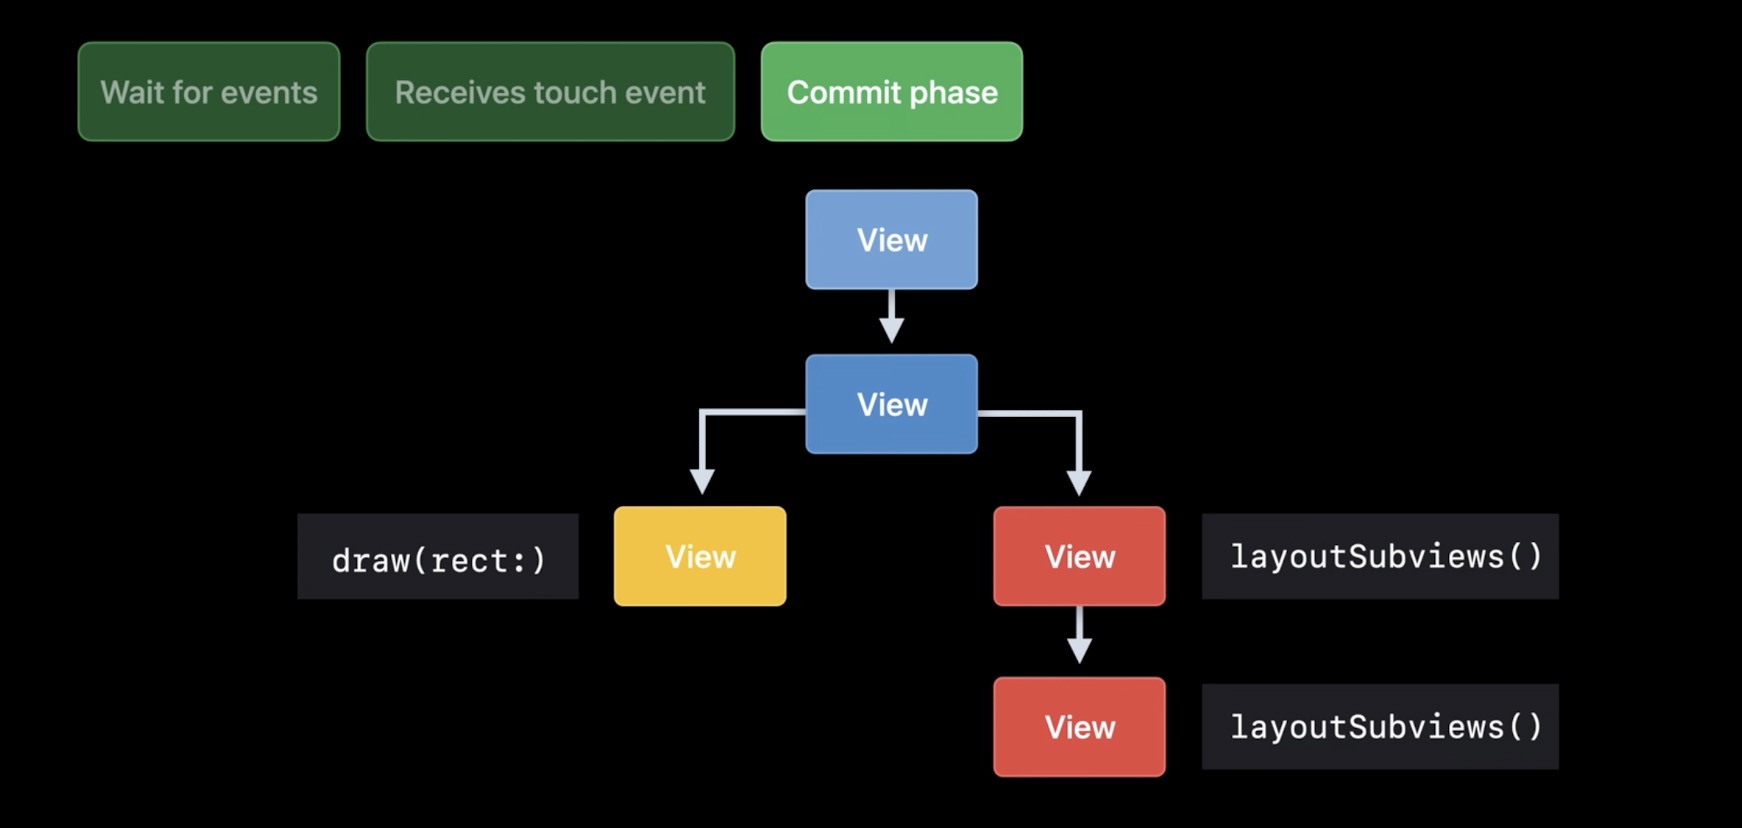 Wait for events
Receives touch event
Commit phase
View
View
draw(rect:)
View
View
layoutSubviews()
View
layoutSubviews()